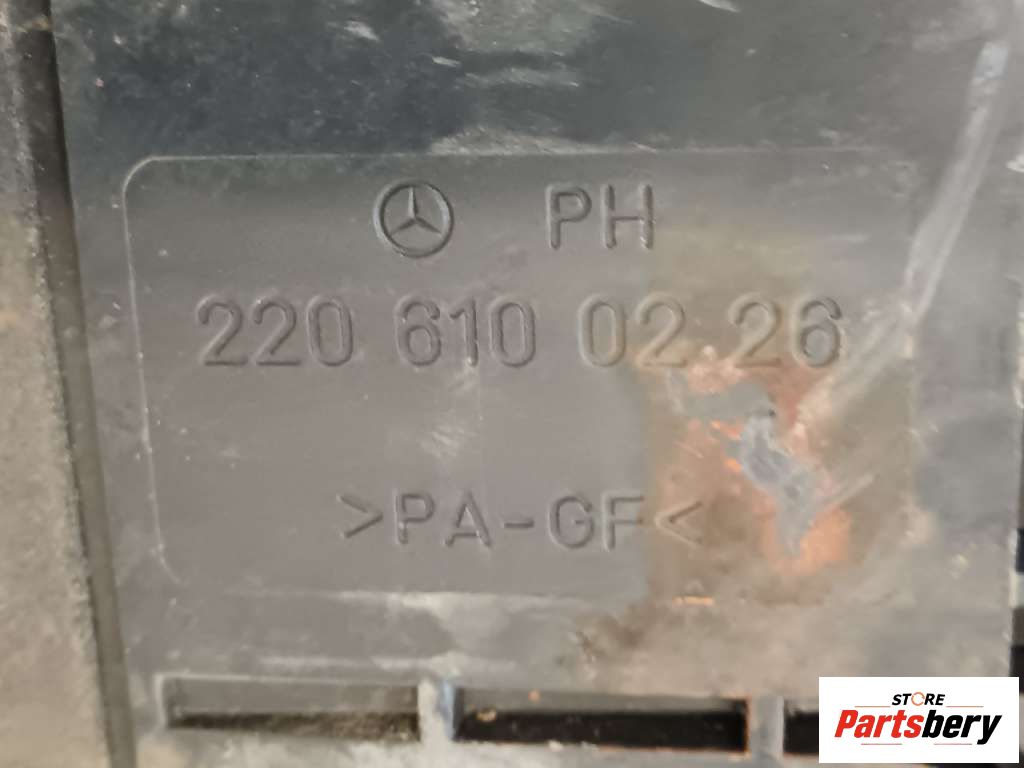 PH
220 610 02 26
>PA-GF<
STORE
Partsbery